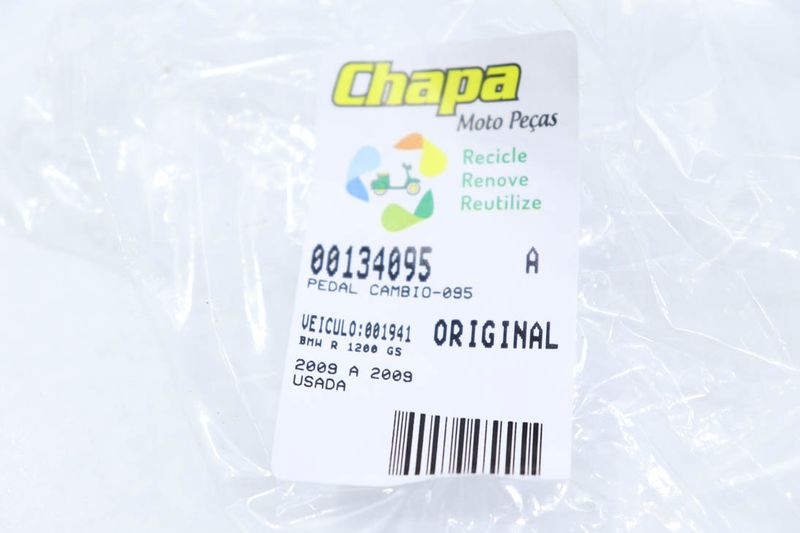 Chapa
Moto Peças
Recicle
Renove
Reutilize
00134095 A
PEDAL CAMBIO-095
VEICULO:001941 ORIGINAL
BMW R 1200 GS
2009 A 2009
USADA